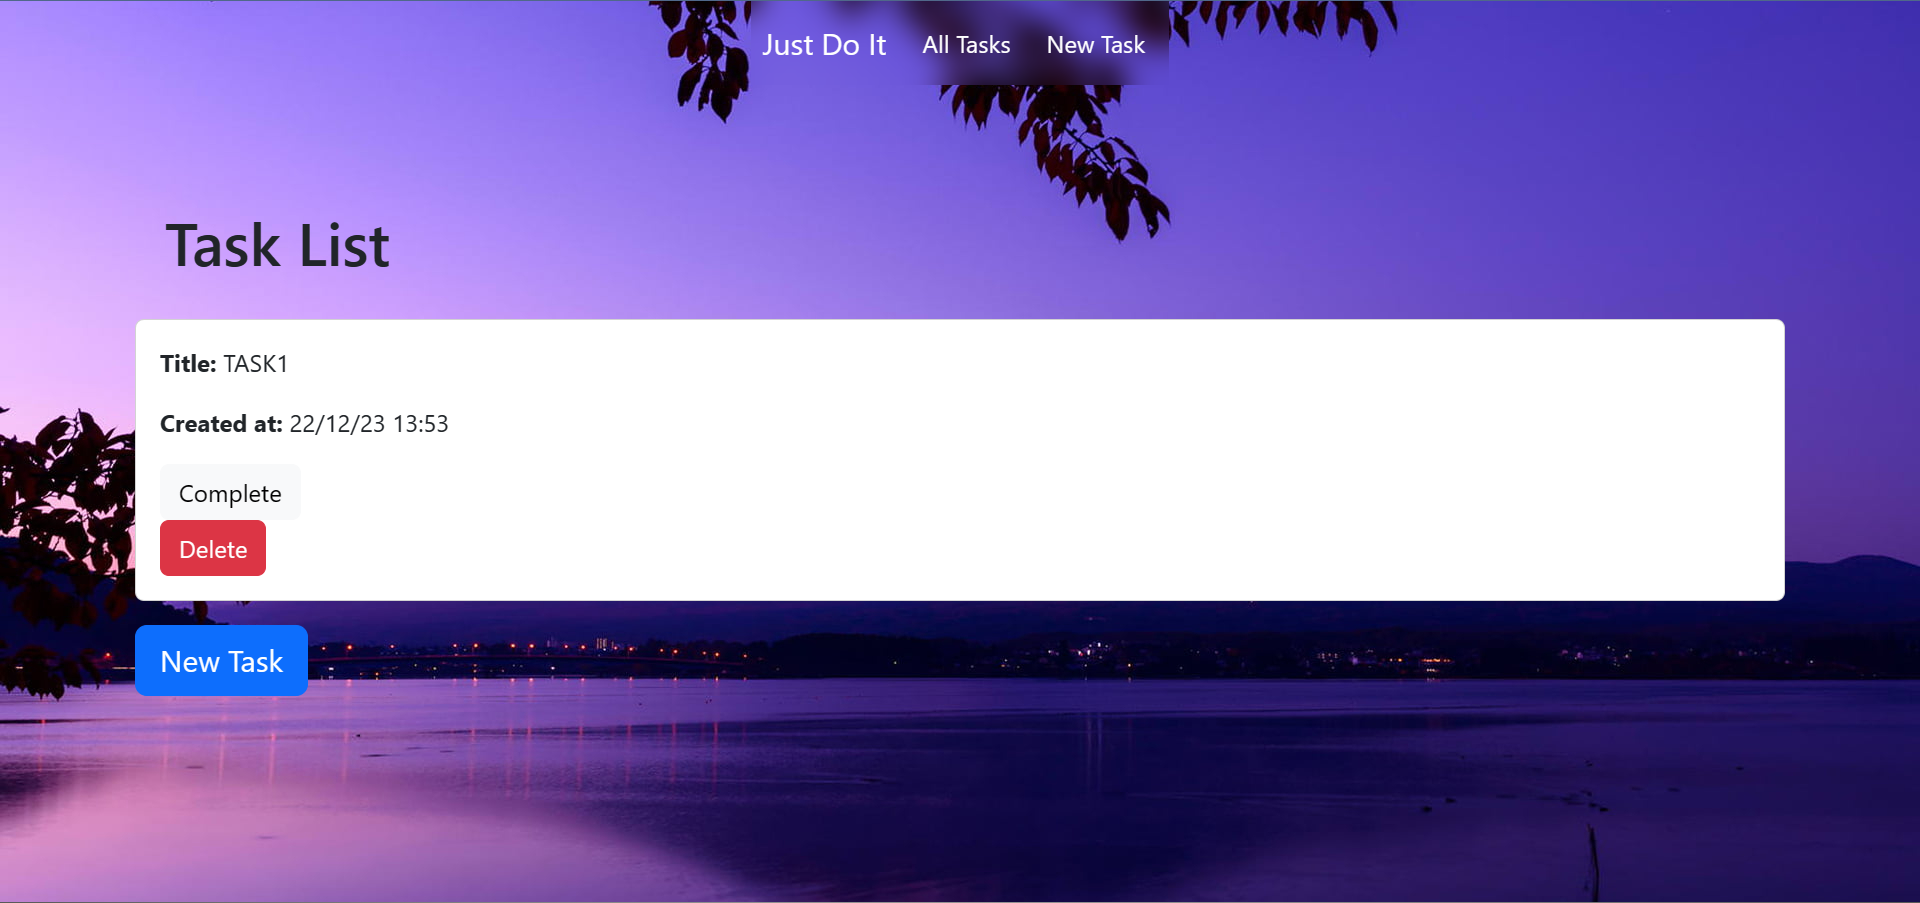 Just Do It All Tasks New Task
Task List
Title: TASK1
Created at: 22/12/23 13:53
Complete
Delete
New Task